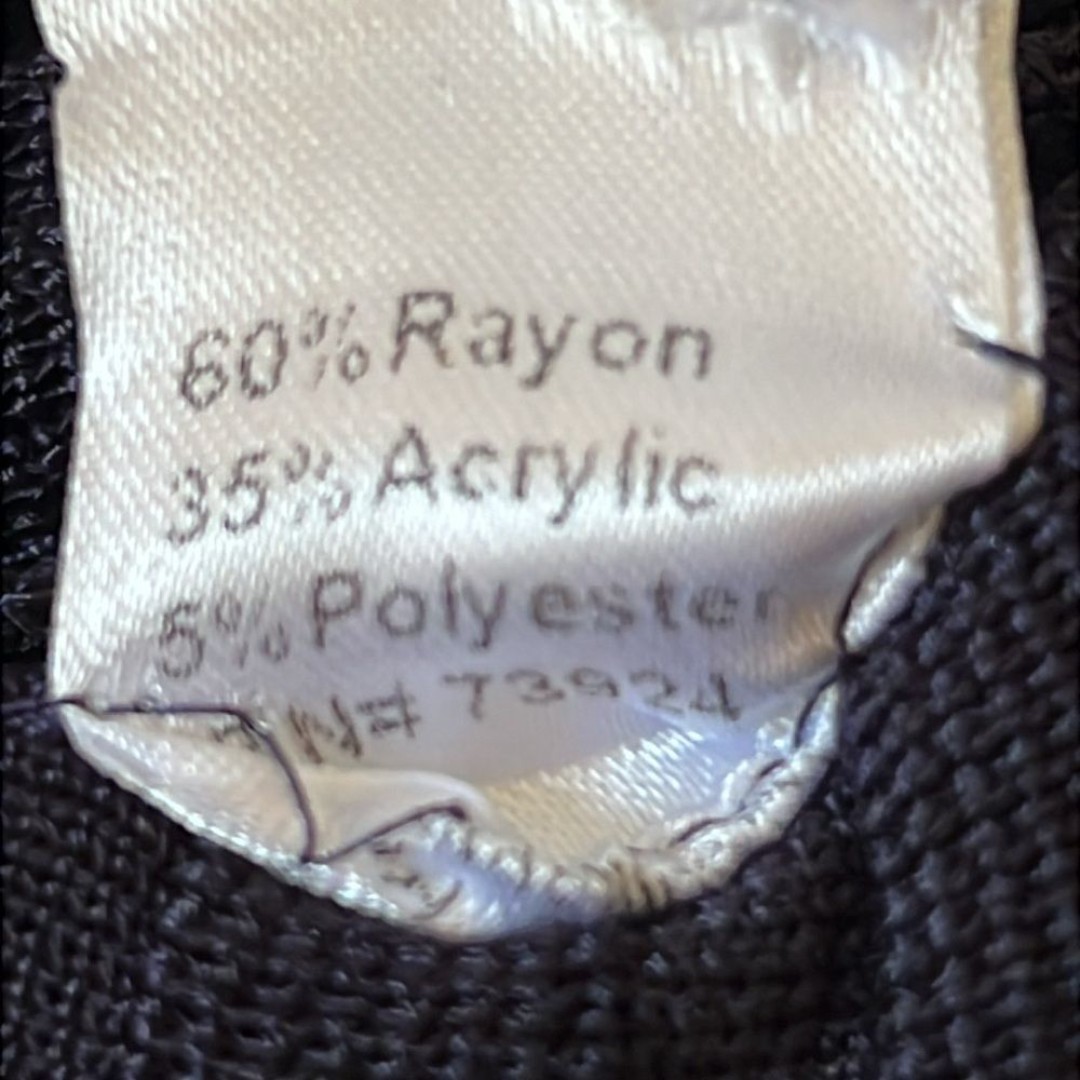 60% Rayon
35% Acrylic
5% Polyester
RN# 73924